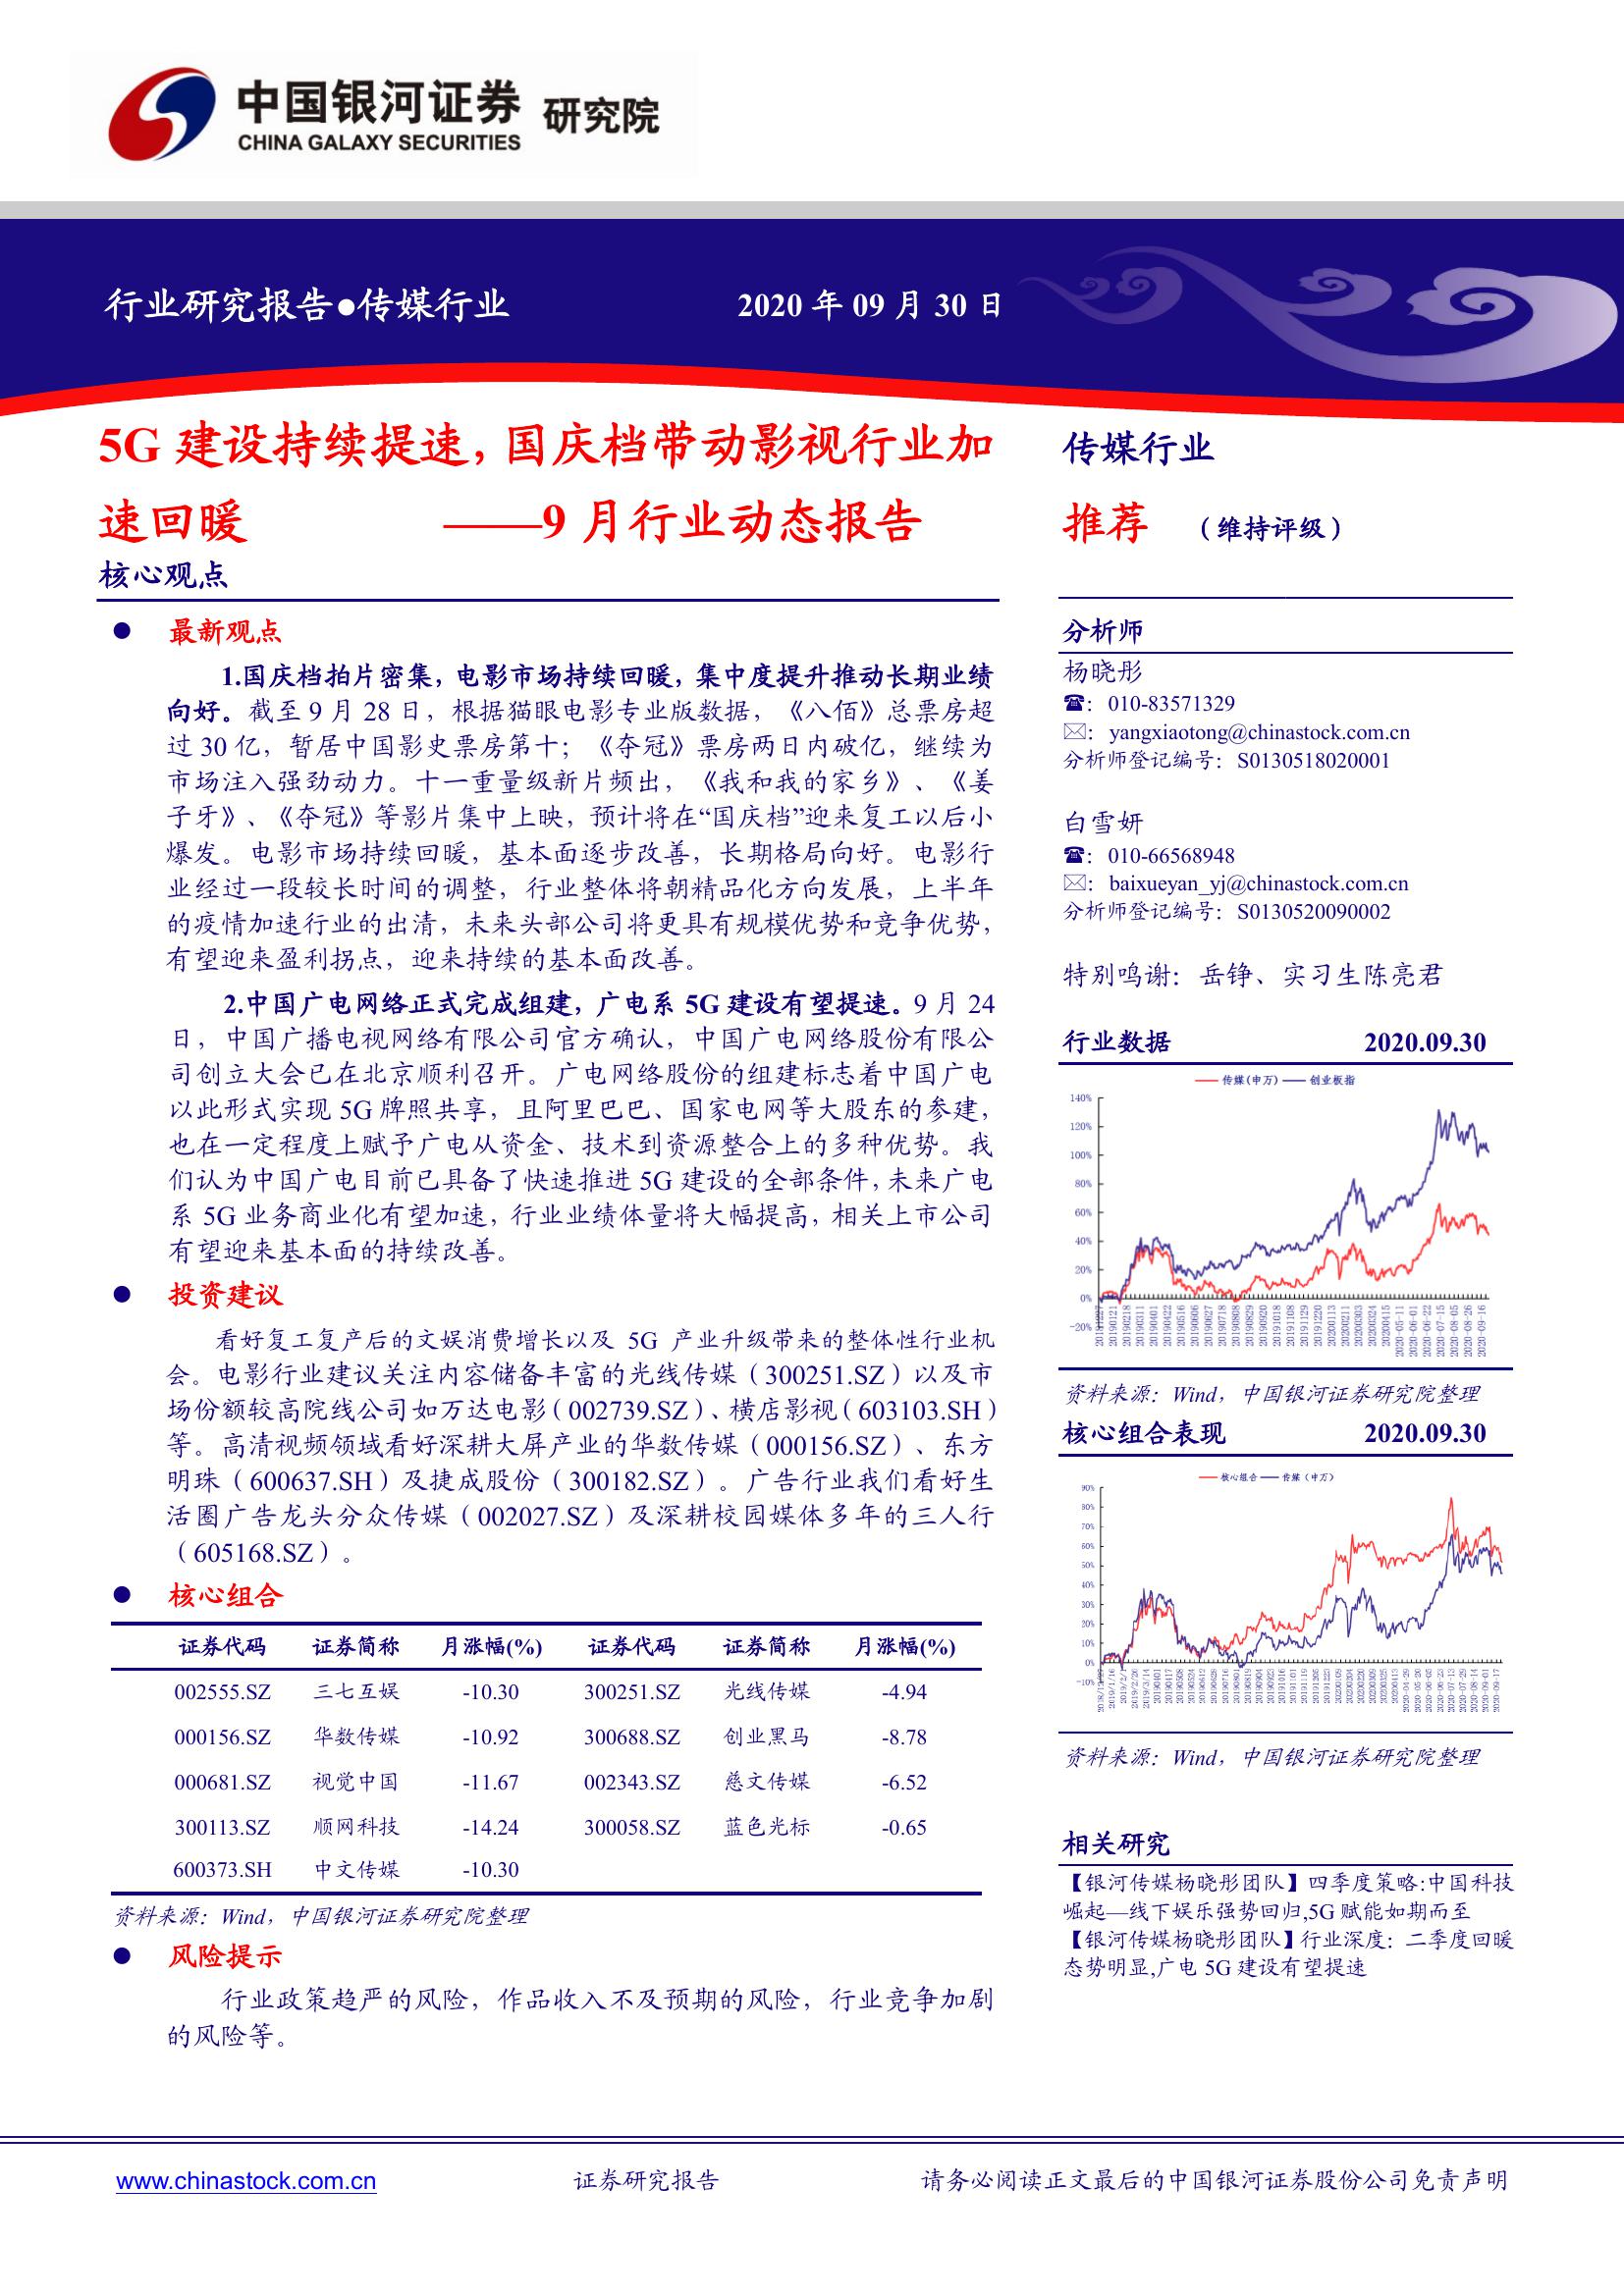 中国银河证券 研究院
CHINA GALAXY SECURITIES
行业研究报告●传媒行业 2020 年 09 月 30 日
5G 建设持续提速，国庆档带动影视行业加
速回暖 ——9 月行业动态报告
核心观点
● 最新观点
1.国庆档拍片密集，电影市场持续回暖，集中度提升推动长期业绩
向好。截至 9 月 28 日，根据猫眼电影专业版数据，《八佰》总票房超
过 30 亿，暂居中国影史票房第十；《夺冠》票房两日内破亿，继续为
市场注入强劲动力。十一重量级新片频出，《我和我的家乡》、《姜
子牙》、《夺冠》等影片集中上映，预计将在“国庆档”迎来复工以后小
爆发。电影市场持续回暖，基本面逐步改善，长期格局向好。电影行
业经过一段较长时间的调整，行业整体将朝精品化方向发展，上半年
的疫情加速行业的出清，未来头部公司将更具有规模优势和竞争优势，
有望迎来盈利拐点，迎来持续的基本面改善。
2.中国广电网络正式完成组建，广电系 5G 建设有望提速。9 月 24
日，中国广播电视网络有限公司官方确认，中国广电网络股份有限公
司创立大会已在北京顺利召开。广电网络股份的组建标志着中国广电
以此形式实现 5G 牌照共享，且阿里巴巴、国家电网等大股东的参建，
也在一定程度上赋予广电从资金、技术到资源整合上的多种优势。我
们认为中国广电目前已具备了快速推进 5G 建设的全部条件，未来广电
系 5G 业务商业化有望加速，行业业绩体量将大幅提高，相关上市公司
有望迎来基本面的持续改善。
● 投资建议
看好复工复产后的文娱消费增长以及 5G 产业升级带来的整体性行业机
会。电影行业建议关注内容储备丰富的光线传媒（300251.SZ）以及市
场份额较高院线公司如万达电影（002739.SZ）、横店影视（603103.SH）
等。高清视频领域看好深耕大屏产业的华数传媒（000156.SZ）、东方
明珠（600637.SH）及捷成股份（300182.SZ）。广告行业我们看好生
活圈广告龙头分众传媒（002027.SZ）及深耕校园媒体多年的三人行
（605168.SZ）。
● 核心组合
证券代码 证券简称 月涨幅(%) 证券代码 证券简称 月涨幅(%)
002555.SZ 三七互娱 -10.30 300251.SZ 光线传媒 -4.94
000156.SZ 华数传媒 -10.92 300688.SZ 创业黑马 -8.78
000681.SZ 视觉中国 -11.67 002343.SZ 慈文传媒 -6.52
300113.SZ 顺网科技 -14.24 300058.SZ 蓝色光标 -0.65
600373.SH 中文传媒 -10.30
资料来源：Wind，中国银河证券研究院整理
● 风险提示
行业政策趋严的风险，作品收入不及预期的风险，行业竞争加剧
的风险等。
传媒行业
推荐 （维持评级）
分析师
杨晓彤
☎：010-83571329
✉：yangxiaotong@chinastock.com.cn
分析师登记编号：S0130518020001
白雪妍
☎：010-66568948
✉：baixueyan_yj@chinastock.com.cn
分析师登记编号：S0130520090002
特别鸣谢：岳铮、实习生陈亮君
行业数据 2020.09.30
传媒(申万) 创业板指
140%
120%
100%
80%
60%
40%
20%
0%
-20%
资料来源：Wind，中国银河证券研究院整理
核心组合表现 2020.09.30
核心组合 传媒（申万）
90%
80%
70%
60%
50%
40%
30%
20%
10%
0%
-10%
资料来源：Wind，中国银河证券研究院整理
相关研究
【银河传媒杨晓彤团队】四季度策略:中国科技
崛起—线下娱乐强势回归,5G 赋能如期而至
【银河传媒杨晓彤团队】行业深度：二季度回暖
态势明显,广电 5G 建设有望提速
www.chinastock.com.cn 证券研究报告 请务必阅读正文最后的中国银河证券股份公司免责声明